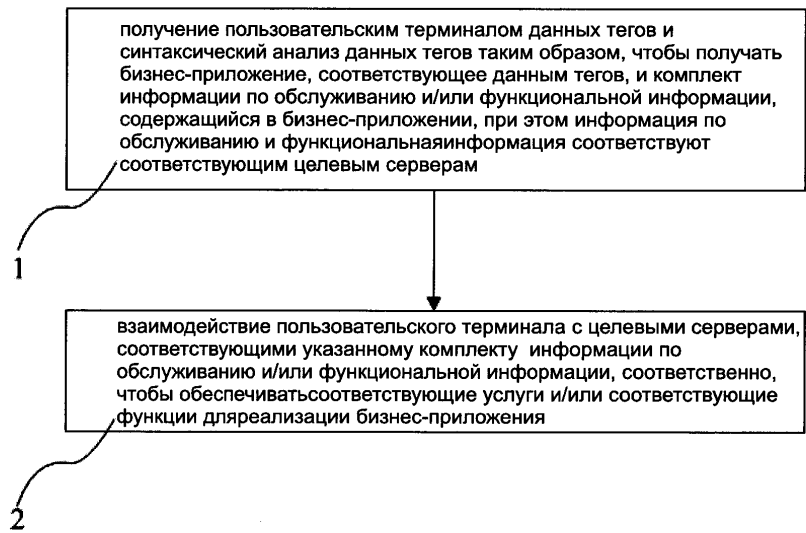 получение пользовательским терминалом данных тегов и
синтаксический анализ данных тегов таким образом, чтобы получать
бизнес-приложение, соответствующее данным тегов, и комплект
информации по обслуживанию и/или функциональной информации,
содержащийся в бизнес-приложении, при этом информация по
обслуживанию и функциональнаяинформация соответствуют
соответствующим целевым серверам
1
взаимодействие пользовательского терминала с целевыми серверами,
соответствующими указанному комплекту информации по
обслуживанию и/или функциональной информации, соответственно,
чтобы обеспечиватьсоответствующие услуги и/или соответствующие
функции дляреализации бизнес-приложения
2